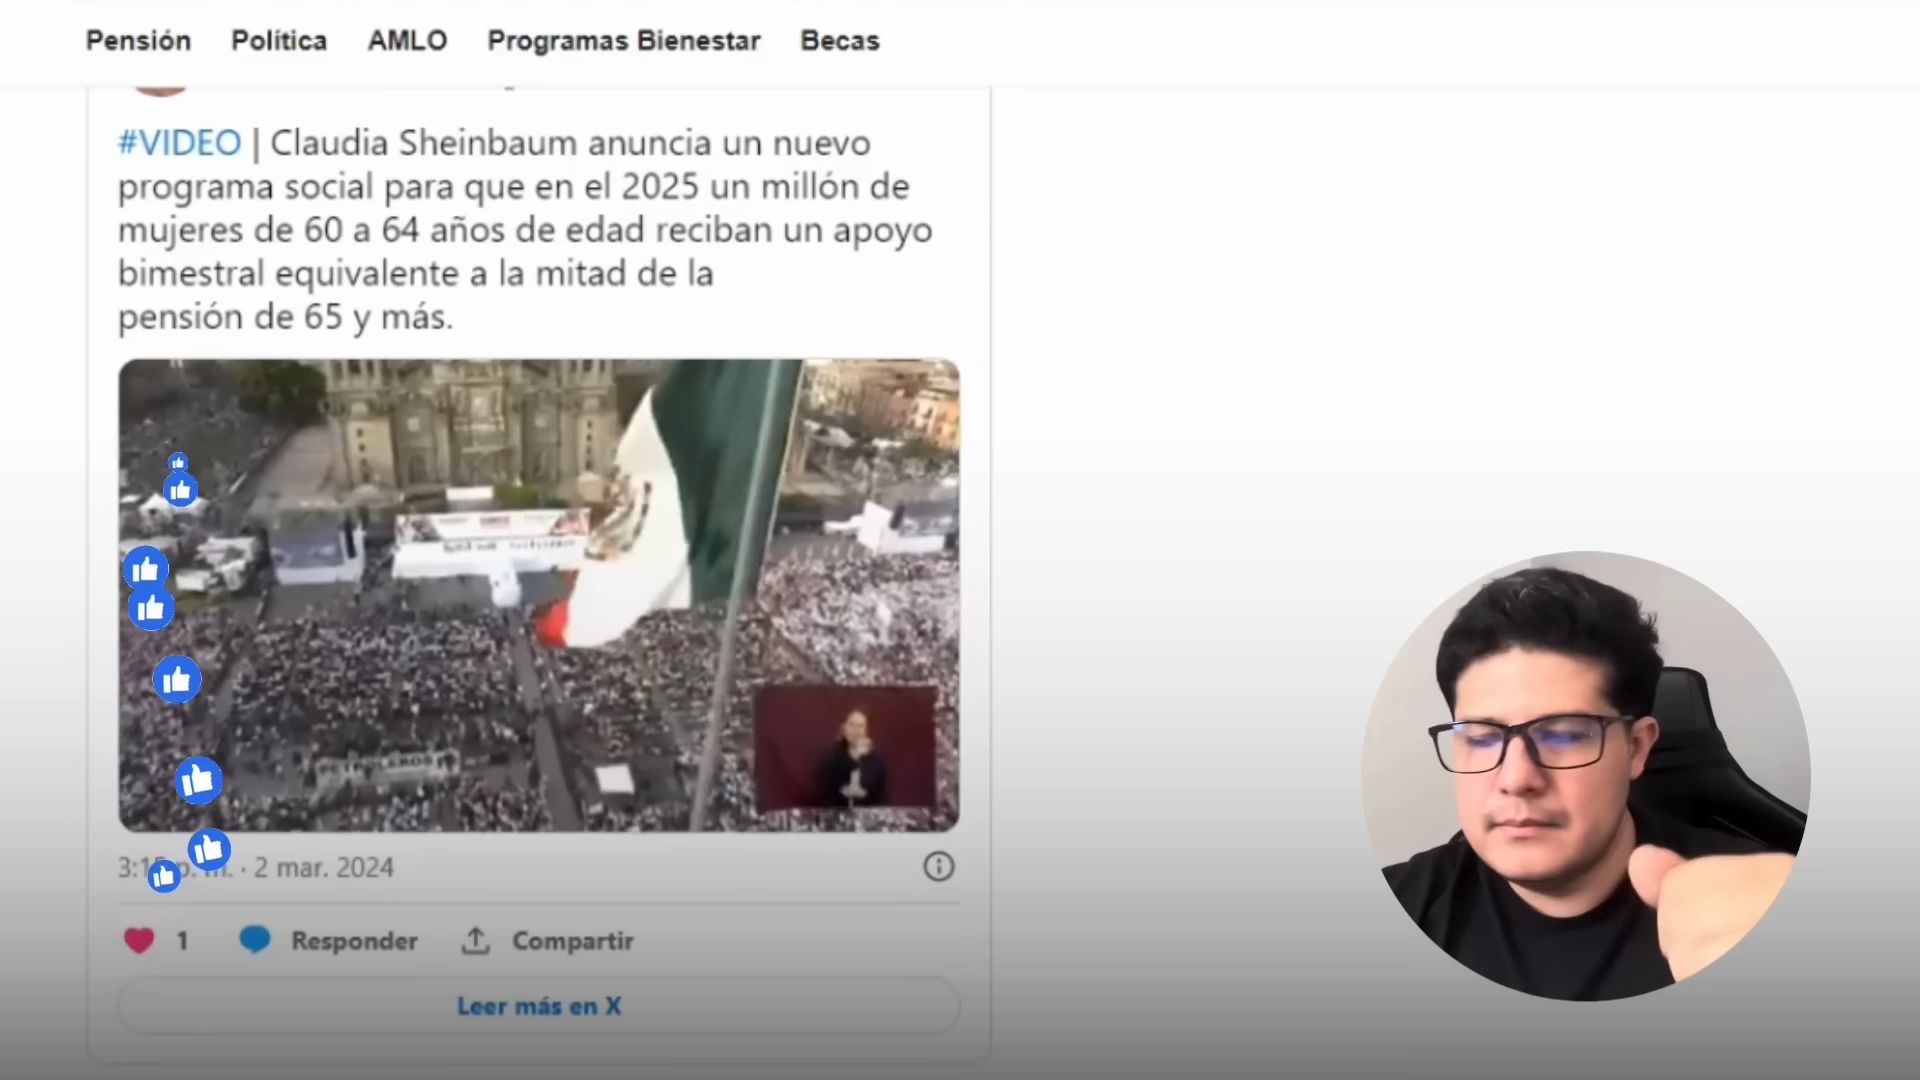 Pensión Política AMLO Programas Bienestar Becas
#VIDEO | Claudia Sheinbaum anuncia un nuevo
programa social para que en el 2025 un millón de
mujeres de 60 a 64 años de edad reciban un apoyo
bimestral equivalente a la mitad de la
pensión de 65 y más.
PETROLEROS
2 mar. 2024
1 Responder Compartir
Leer más en X